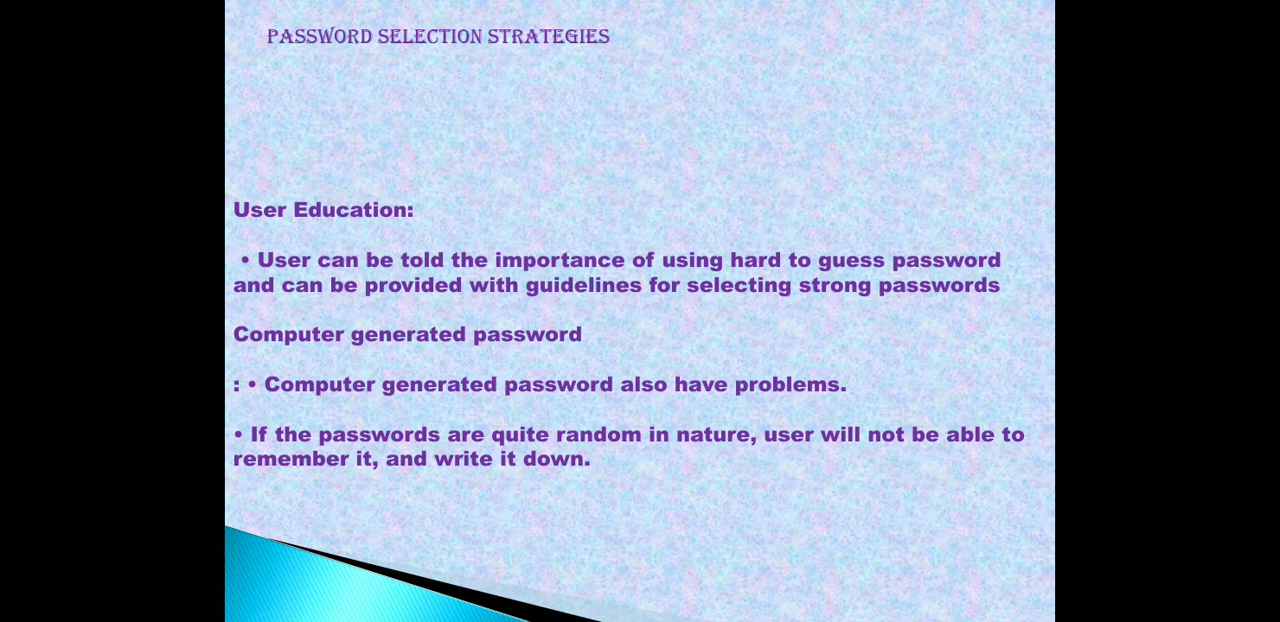 PASSWORD SELECTION STRATEGIES
User Education:
• User can be told the importance of using hard to guess password
and can be provided with guidelines for selecting strong passwords
Computer generated password
: • Computer generated password also have problems.
• If the passwords are quite random in nature, user will not be able to
remember it, and write it down.